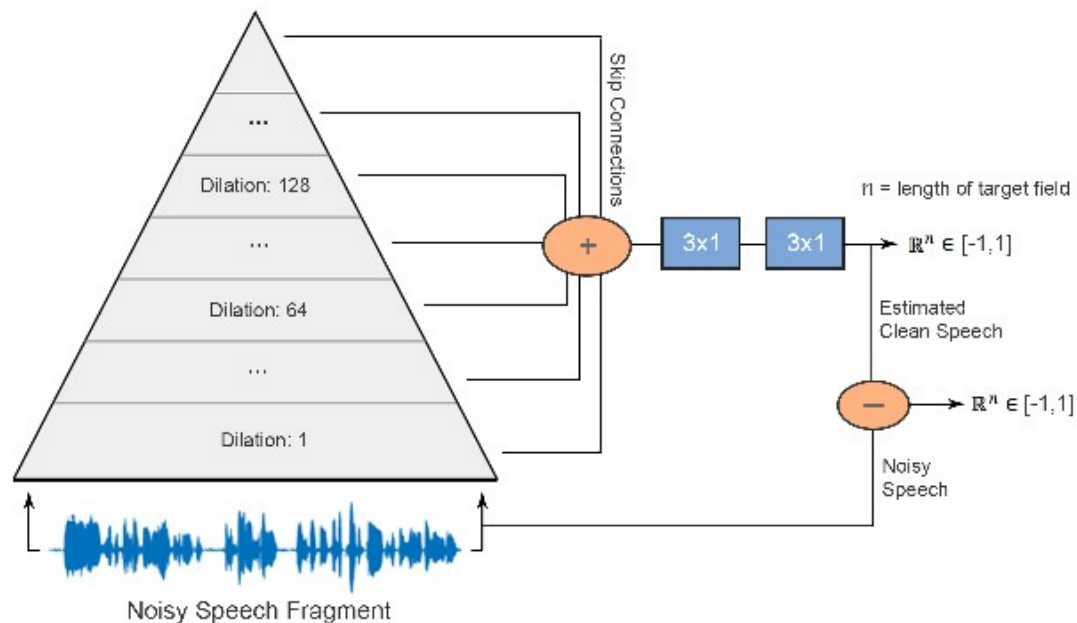 ...
Dilation: 128
...
Dilation: 64
...
Dilation: 1
Noisy Speech Fragment
Skip Connections
+
3x1
3x1
n = length of target field
ℝⁿ ∈ [-1,1]
Estimated
Clean Speech
−
ℝⁿ ∈ [-1,1]
Noisy
Speech